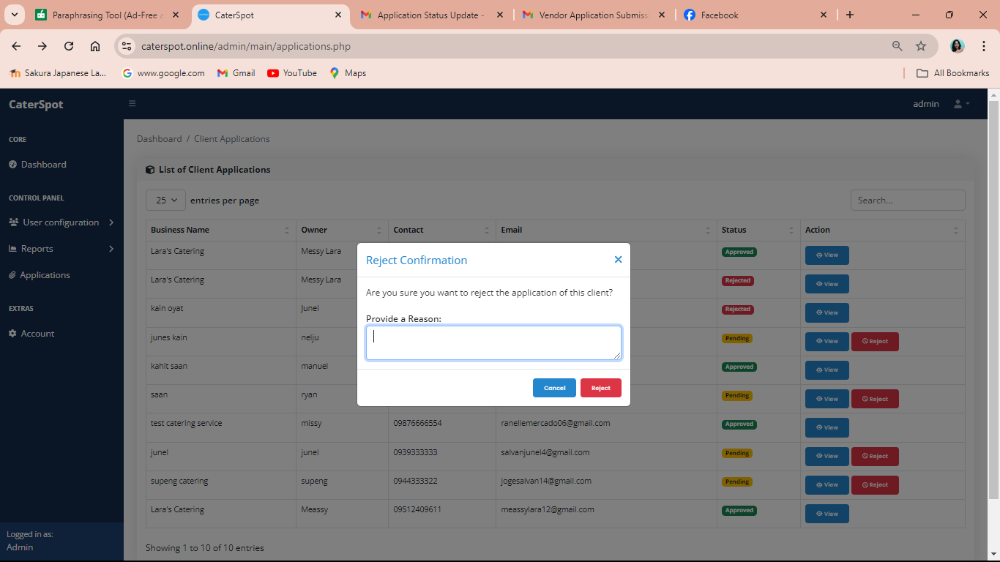 Paraphrasing Tool (Ad-Free a
CaterSpot
Application Status Update -
Vendor Application Submiss
Facebook
caterspot.online/admin/main/applications.php
Sakura Japanese La...
www.google.com
Gmail
YouTube
Maps
All Bookmarks
CaterSpot
admin
CORE
Dashboard
CONTROL PANEL
User configuration
Reports
Applications
EXTRAS
Account
Logged in as:
Admin
Dashboard / Client Applications
List of Client Applications
25 entries per page
Search...
Business Name Owner Contact Email Status Action
Lara's Catering Messy Lara Approved View
Lara's Catering Messy Lara Rejected View
kain oyat Junel Rejected View
junes kain nelju Pending View Reject
kahit saan manuel Approved View
saan ryan Pending View Reject
test catering service missy 09876666554 ranellemercado06@gmail.com Approved View
junel junel 0939333333 salvanjunel4@gmail.com Pending View Reject
supeng catering supeng 0944333322 jogesalvan14@gmail.com Pending View Reject
Lara's Catering Meassy 09512409611 meassylara12@gmail.com Approved View
Showing 1 to 10 of 10 entries
Reject Confirmation
Are you sure you want to reject the application of this client?
Provide a Reason:
Cancel Reject